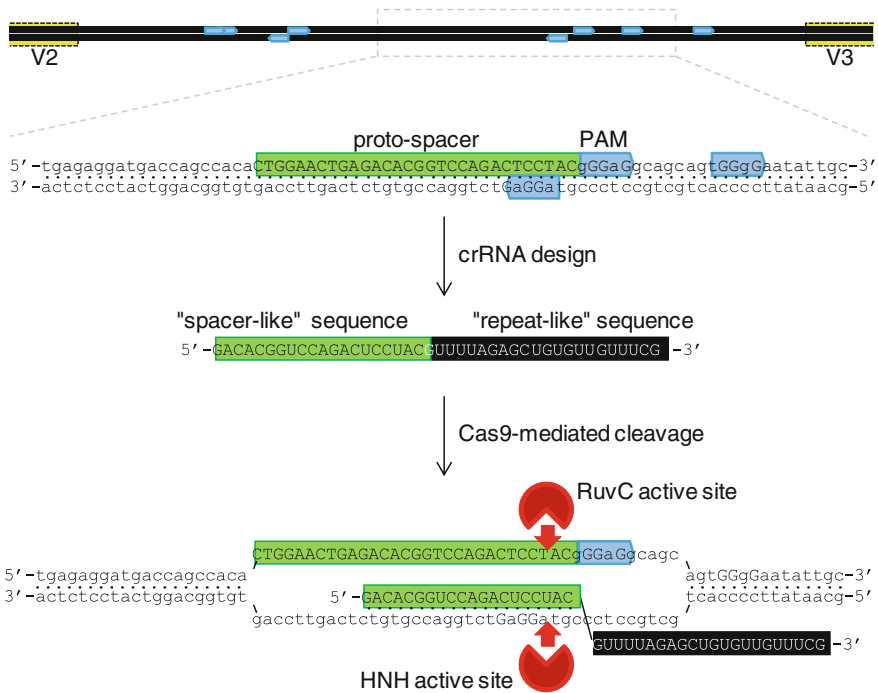 V2 V3
proto-spacer PAM
5′-tgagaggatgaccagccacaCTGGAACTGAGACACGGTCCAGACTCCTACgGGaGgcagcagtGGgGaatattgc-3′
3′-actctcctactggacggtgtgaccttgactctgtgccaggtctGaGGatgccctccgtcgtcaccccttataacg-5′
crRNA design
"spacer-like" sequence "repeat-like" sequence
5′-GACACGGUCCAGACUCCUACGUUUUAGAGCUGUGUUGUUUCG-3′
Cas9-mediated cleavage
RuvC active site
CTGGAACTGAGACACGGTCCAGACTCCTACgGGaGgcagc
5′-tgagaggatgaccagccaca agtGGgGaatattgc-3′
3′-actctcctactggacggtgt 5′-GACACGGUCCAGACUCCUAC tcaccccttataacg-5′
gaccttgactctgtgccaggtctGaGGatgccctccgtcg
GUUUUAGAGCUGUGUUGUUUCG-3′
HNH active site